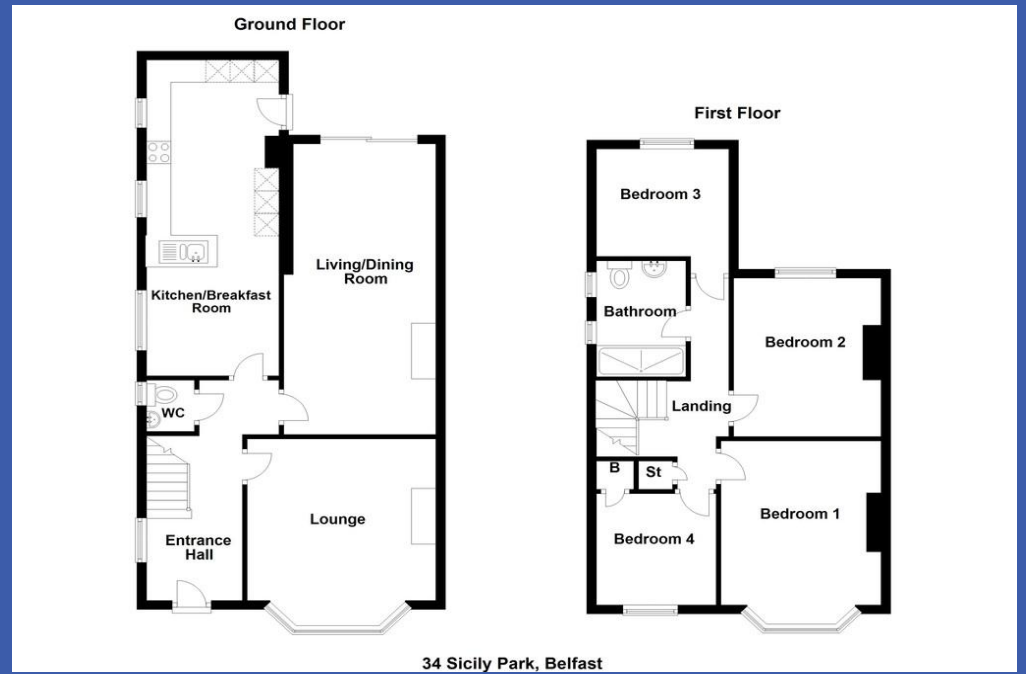 Ground Floor
Kitchen/Breakfast
Room
Living/Dining
Room
WC
Entrance
Hall
Lounge
First Floor
Bedroom 3
Bathroom
Bedroom 2
Landing
B
St
Bedroom 4
Bedroom 1
34 Sicily Park, Belfast